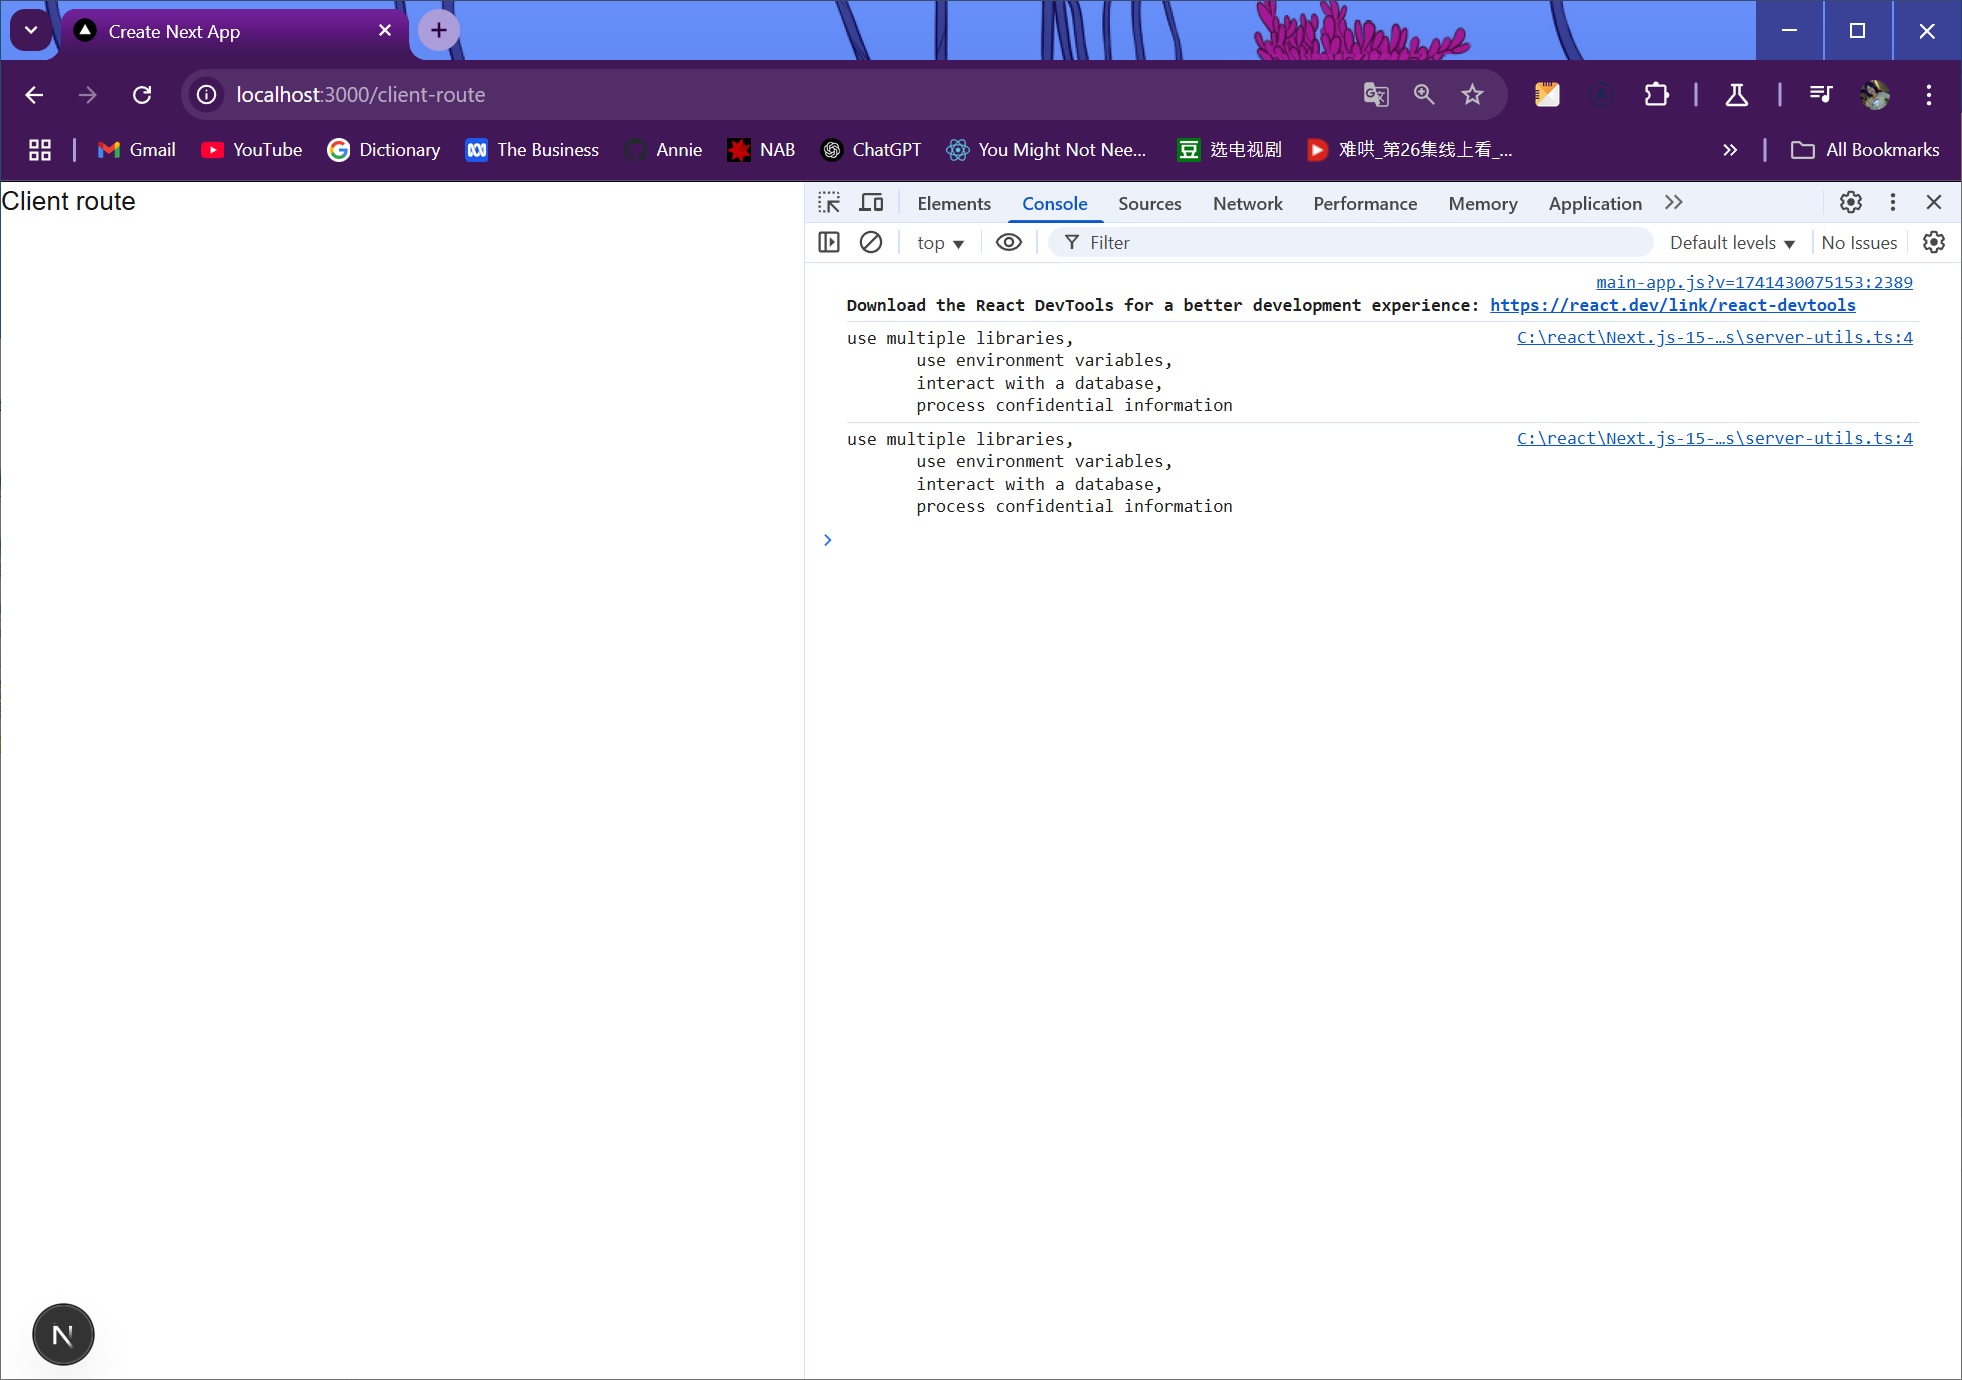 Create Next App
localhost:3000/client-route
Gmail YouTube Dictionary The Business Annie NAB ChatGPT You Might Not Nee... 选电视剧 难哄_第26集线上看_... All Bookmarks
Client route
Elements Console Sources Network Performance Memory Application
top Filter Default levels No Issues
main-app.js?v=1741430075153:2389
Download the React DevTools for a better development experience: https://react.dev/link/react-devtools
use multiple libraries, C:\react\Next.js-15-…s\server-utils.ts:4
use environment variables,
interact with a database,
process confidential information
use multiple libraries, C:\react\Next.js-15-…s\server-utils.ts:4
use environment variables,
interact with a database,
process confidential information
N